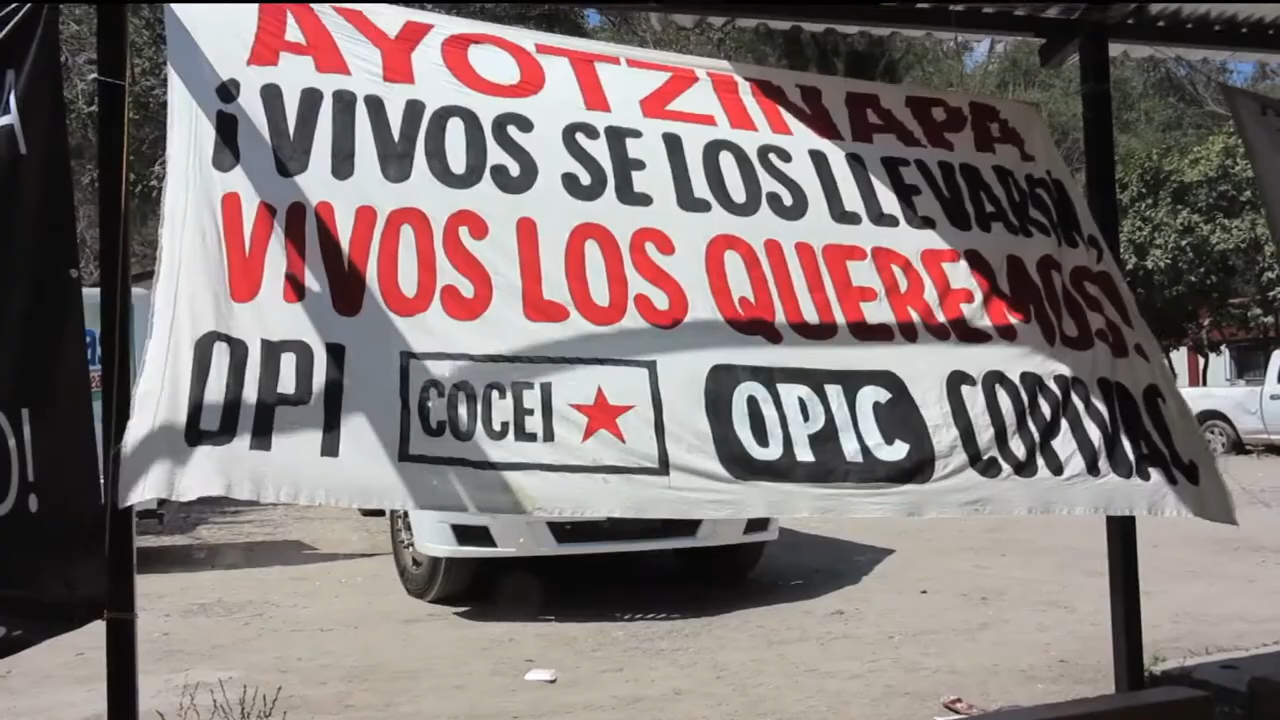 AYOTZINAPA
¡VIVOS SE LOS LLEVARON,
VIVOS LOS QUEREMOS!
OPI COCEI OPIC COPIVAC